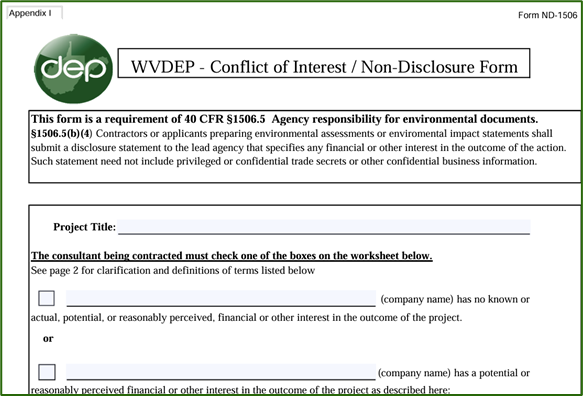 Appendix I
Form ND-1506
dep
WVDEP - Conflict of Interest / Non-Disclosure Form
This form is a requirement of 40 CFR §1506.5 Agency responsibility for environmental documents.
§1506.5(b)(4) Contractors or applicants preparing environmental assessments or enviromental impact statements shall
submit a disclosure statement to the lead agency that specifies any financial or other interest in the outcome of the action.
Such statement need not include privileged or confidential trade secrets or other confidential business information.
Project Title:
The consultant being contracted must check one of the boxes on the worksheet below.
See page 2 for clarification and definitions of terms listed below
(company name) has no known or
actual, potential, or reasonably perceived, financial or other interest in the outcome of the project.
or
(company name) has a potential or
reasonably perceived financial or other interest in the outcome of the project as described here: